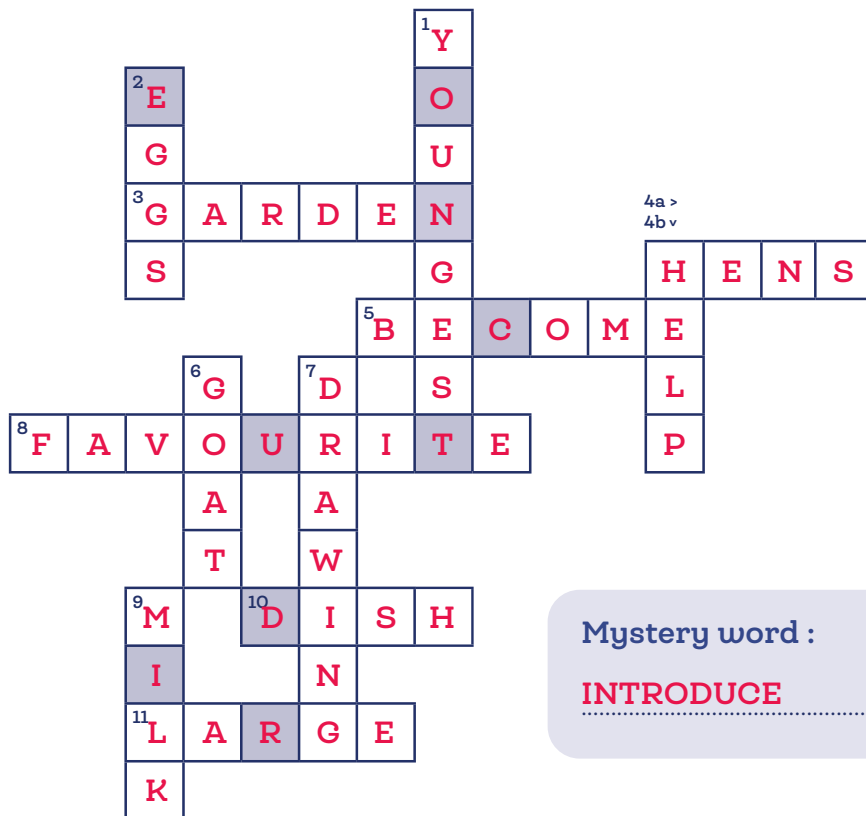 1 Y
2 E O
G U
3 G A R D E N
4a >
4b v
S G H E N S
5 B E C O M E
6 G 7 D S L
8 F A V O U R I T E P
A A
T W
9 M 10 D I S H
I N
11 L A R G E
K
Mystery word :
INTRODUCE